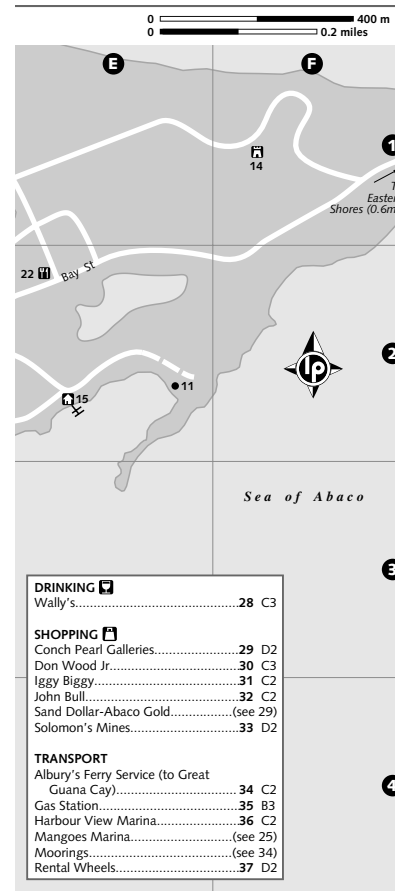 0 400 m
0 0.2 miles
E F
1
14
T
Easte
Shores (0.6m
22 Bay St
2
lp
11
15
Sea of Abaco
3
DRINKING
Wally's..........................................28 C3
SHOPPING
Conch Pearl Galleries......................29 D2
Don Wood Jr..................................30 C3
Iggy Biggy......................................31 C2
John Bull........................................32 C2
Sand Dollar-Abaco Gold................(see 29)
Solomon's Mines............................33 D2
TRANSPORT
Albury's Ferry Service (to Great
Guana Cay)................................34 C2
Gas Station.....................................35 B3
Harbour View Marina.....................36 C2
Mangoes Marina..........................(see 25)
Moorings.....................................(see 34)
Rental Wheels................................37 D2
4